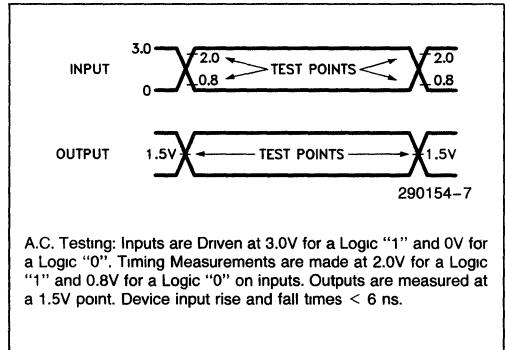 3.0
2.0 2.0
INPUT TEST POINTS
0.8 0.8
0
OUTPUT 1.5V TEST POINTS 1.5V
290154–7
A.C. Testing: Inputs are Driven at 3.0V for a Logic "1" and 0V for
a Logic "0". Timing Measurements are made at 2.0V for a Logic
"1" and 0.8V for a Logic "0" on inputs. Outputs are measured at
a 1.5V point. Device input rise and fall times < 6 ns.